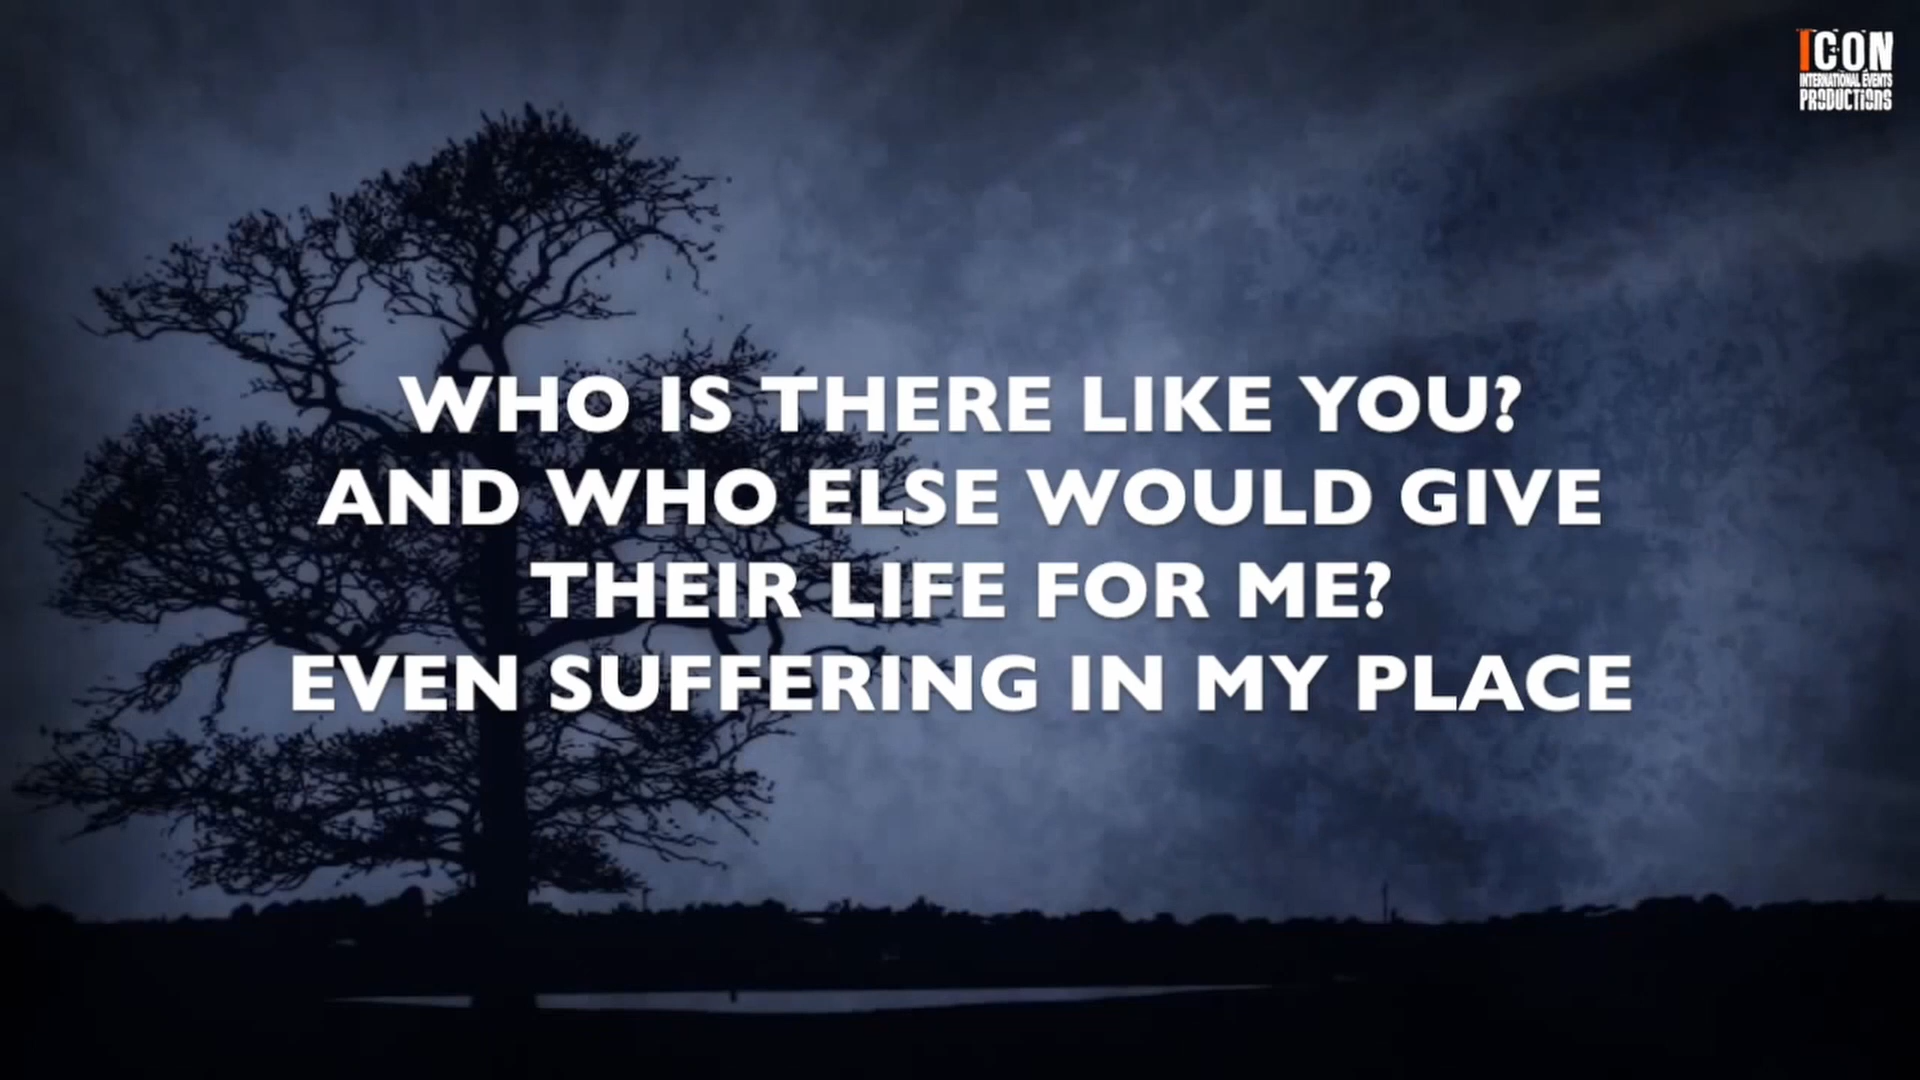 ICON
INTERNATIONAL EVENTS
PRODUCTIONS
WHO IS THERE LIKE YOU?
AND WHO ELSE WOULD GIVE
THEIR LIFE FOR ME?
EVEN SUFFERING IN MY PLACE